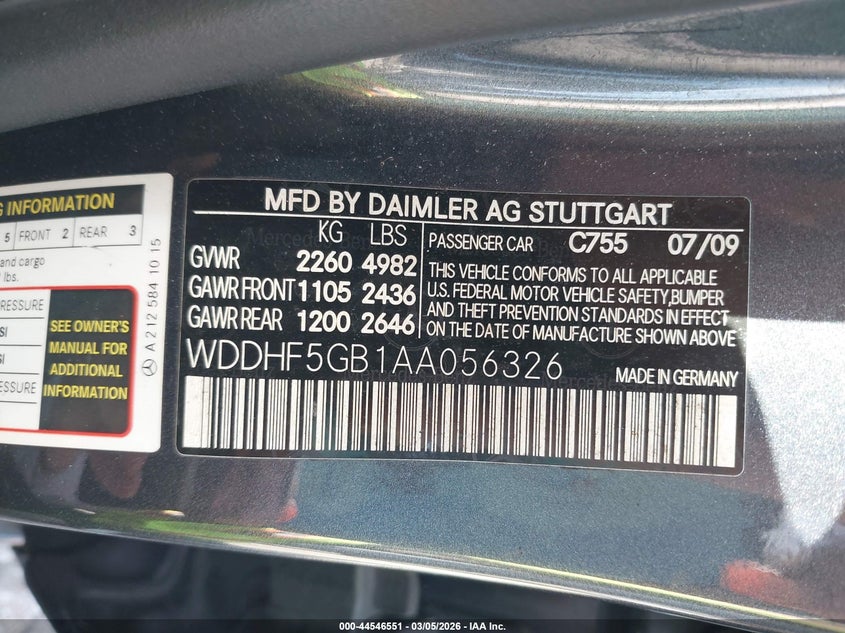 G INFORMATION
5 FRONT 2 REAR 3
and cargo
lbs.
PRESSURE
SI
SI
PRESSURE
SEE OWNER'S
MANUAL FOR
ADDITIONAL
INFORMATION
A 212 584 10 15
MFD BY DAIMLER AG STUTTGART
KG LBS
GVWR 2260 4982
GAWR FRONT 1105 2436
GAWR REAR 1200 2646
PASSENGER CAR C755 07/09
THIS VEHICLE CONFORMS TO ALL APPLICABLE
U.S. FEDERAL MOTOR VEHICLE SAFETY,BUMPER
AND THEFT PREVENTION STANDARDS IN EFFECT
ON THE DATE OF MANUFACTURE SHOWN ABOVE
WDDHF5GB1AA056326
MADE IN GERMANY
000-44546551 - 03/05/2026 - IAA Inc.